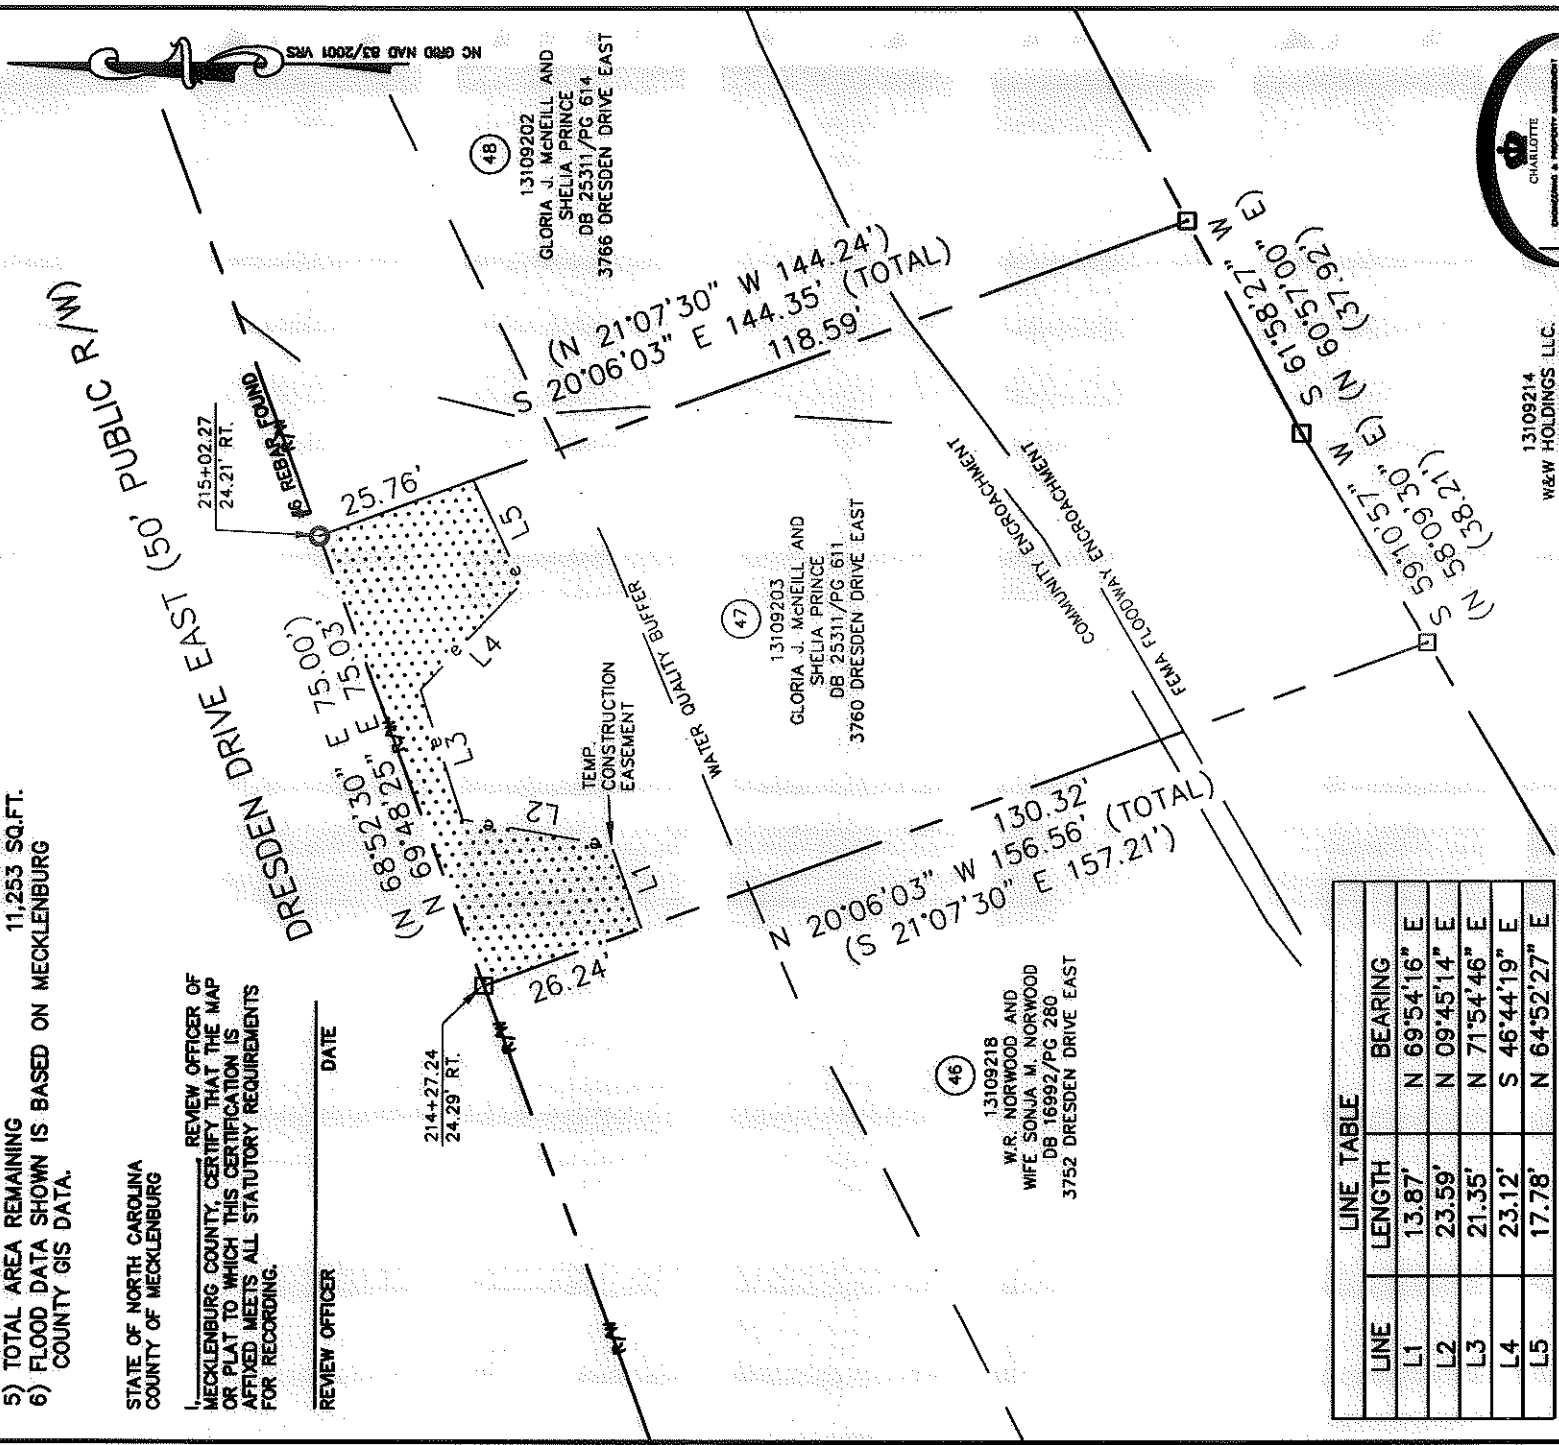 5) TOTAL AREA REMAINING 11,253 SQ.FT.
6) FLOOD DATA SHOWN IS BASED ON MECKLENBURG
COUNTY GIS DATA.
STATE OF NORTH CAROLINA
COUNTY OF MECKLENBURG
I, REVIEW OFFICER OF
MECKLENBURG COUNTY, CERTIFY THAT THE MAP
OR PLAT TO WHICH THIS CERTIFICATION IS
AFFIXED MEETS ALL STATUTORY REQUIREMENTS
FOR RECORDING.
REVIEW OFFICER DATE
NC GRID NAD 83/2001 VRS
DRESDEN DRIVE EAST (50' PUBLIC R/W)
215+02.27
24.21' RT.
#6 REBAR FOUND
R/W
(N 68°52'30" E 75.00')
N 69°48'25" E 75.03'
R/W
214+27.24
24.29' RT.
R/W
R/W
25.76'
26.24'
L1
L2
L3
L4
L5
e
e
e
e
e
TEMP.
CONSTRUCTION
EASEMENT
WATER QUALITY BUFFER
48
13109202
GLORIA J. McNEILL AND
SHELIA PRINCE
DB 25311/PG 614
3766 DRESDEN DRIVE EAST
(N 21°07'30" W 144.24')
S 20°06'03" E 144.35' (TOTAL)
118.59'
47
13109203
GLORIA J. McNEILL AND
SHELIA PRINCE
DB 25311/PG 611
3760 DRESDEN DRIVE EAST
COMMUNITY ENCROACHMENT
FEMA FLOODWAY ENCROACHMENT
130.32'
N 20°06'03" W 156.56' (TOTAL)
(S 21°07'30" E 157.21')
46
13109218
W.R. NORWOOD AND
WIFE SONJA M. NORWOOD
DB 16992/PG 280
3752 DRESDEN DRIVE EAST
S 61°58'27" W
(N 60°57'00" E)
(37.92')
S 59°10'57" W
(N 58°09'30" E)
(38.21')
13109214
W&W HOLDINGS LLC.
CHARLOTTE
ENGINEERING & PROPERTY MANAGEMENT
LINE TABLE
LINE LENGTH BEARING
L1 13.87' N 69°54'16" E
L2 23.59' N 09°45'14" E
L3 21.35' N 71°54'46" E
L4 23.12' S 46°44'19" E
L5 17.78' N 64°52'27" E